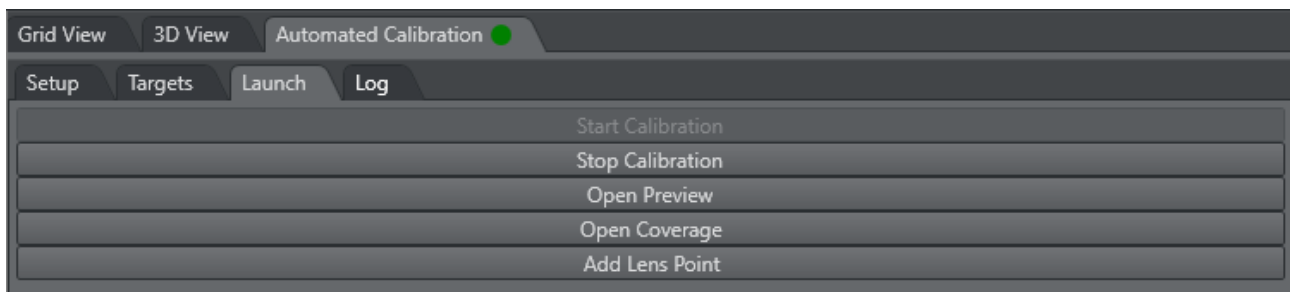 Grid View 3D View Automated Calibration
Setup Targets Launch Log
Start Calibration
Stop Calibration
Open Preview
Open Coverage
Add Lens Point